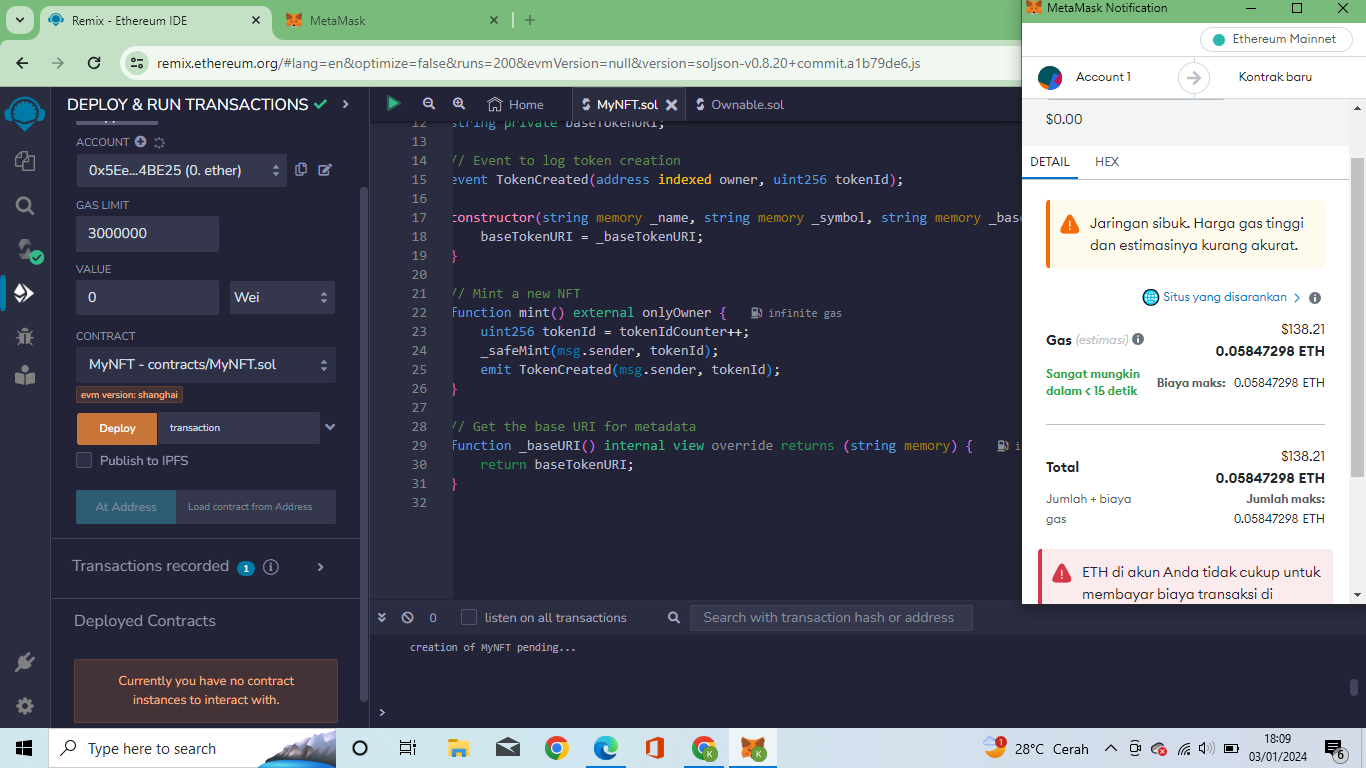 Remix - Ethereum IDE
MetaMask
remix.ethereum.org/#lang=en&optimize=false&runs=200&evmVersion=null&version=soljson-v0.8.20+commit.a1b79de6.js
DEPLOY & RUN TRANSACTIONS
ACCOUNT
0x5Ee...4BE25 (0. ether)
GAS LIMIT
3000000
VALUE
0
Wei
CONTRACT
MyNFT - contracts/MyNFT.sol
evm version: shanghai
Deploy
transaction
Publish to IPFS
At Address
Load contract from Address
Transactions recorded 1
Deployed Contracts
Currently you have no contract
instances to interact with.
Home
MyNFT.sol
Ownable.sol
12 string private baseTokenURI;
13
14 // Event to log token creation
15 event TokenCreated(address indexed owner, uint256 tokenId);
16
17 constructor(string memory _name, string memory _symbol, string memory _bas
18 baseTokenURI = _baseTokenURI;
19 }
20
21 // Mint a new NFT
22 function mint() external onlyOwner { infinite gas
23 uint256 tokenId = tokenIdCounter++;
24 _safeMint(msg.sender, tokenId);
25 emit TokenCreated(msg.sender, tokenId);
26 }
27
28 // Get the base URI for metadata
29 function _baseURI() internal view override returns (string memory) { i
30 return baseTokenURI;
31 }
32
0
listen on all transactions
Search with transaction hash or address
creation of MyNFT pending...
>
MetaMask Notification
Ethereum Mainnet
Account 1
Kontrak baru
$0.00
DETAIL
HEX
Jaringan sibuk. Harga gas tinggi
dan estimasinya kurang akurat.
Situs yang disarankan
$138.21
Gas (estimasi)
0.05847298 ETH
Sangat mungkin
dalam < 15 detik
Biaya maks: 0.05847298 ETH
$138.21
Total
0.05847298 ETH
Jumlah + biaya
gas
Jumlah maks:
0.05847298 ETH
ETH di akun Anda tidak cukup untuk
membayar biaya transaksi di
Type here to search
K
K
1
28°C Cerah
18:09
03/01/2024
6